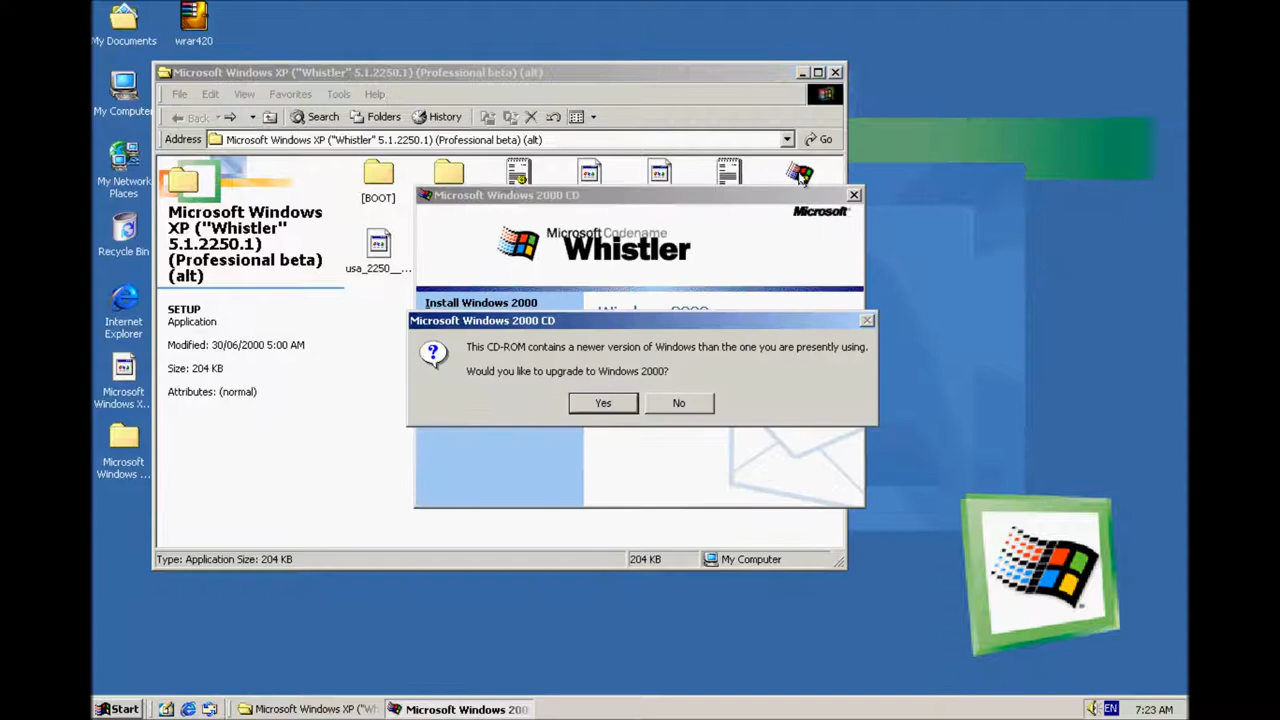 My Documents
wrar420
Microsoft Windows XP ("Whistler" 5.1.2250.1) (Professional beta) (alt)
My Computer
File Edit View Favorites Tools Help
Back Search Folders History
Address Microsoft Windows XP ("Whistler" 5.1.2250.1) (Professional beta) (alt) Go
My Network
Places
Microsoft Windows
XP ("Whistler"
5.1.2250.1)
(Professional beta)
(alt)
[BOOT]
usa_2250__...
Recycle Bin
SETUP
Application
Modified: 30/06/2000 5:00 AM
Size: 204 KB
Attributes: (normal)
Internet
Explorer
Microsoft
Windows X...
Microsoft
Windows ...
Microsoft Windows 2000 CD
Microsoft
Microsoft Codename
Whistler
Install Windows 2000
Microsoft Windows 2000 CD
This CD-ROM contains a newer version of Windows than the one you are presently using.
Would you like to upgrade to Windows 2000?
Yes No
Type: Application Size: 204 KB 204 KB My Computer
Start Microsoft Windows XP ("Wh Microsoft Windows 200 EN 7:23 AM